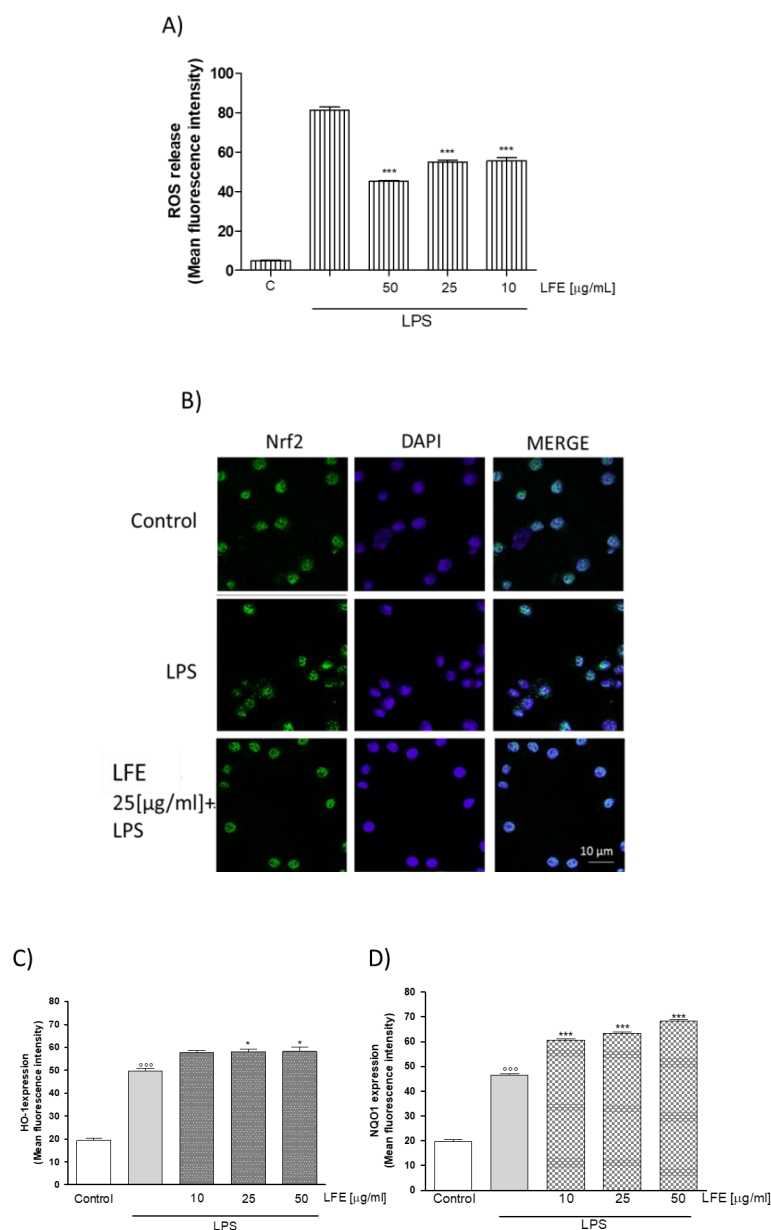 A)
ROS release
(Mean fluorescence intensity)
100
80
60
40
20
0
***
***
***
C
50
25
10
LFE [µg/mL]
LPS
B)
Nrf2
DAPI
MERGE
Control
LPS
LFE
25[µg/ml]+
LPS
10 µm
C)
HO-1expression
(Mean fluorescence intensity)
80
70
60
50
40
30
20
10
0
°°°
*
*
Control
10
25
50
LFE [µg/ml]
LPS
D)
NQO1 expression
(Mean fluorescence intensity)
80
70
60
50
40
30
20
10
0
°°°
***
***
***
Control
10
25
50
LFE [µg/ml]
LPS